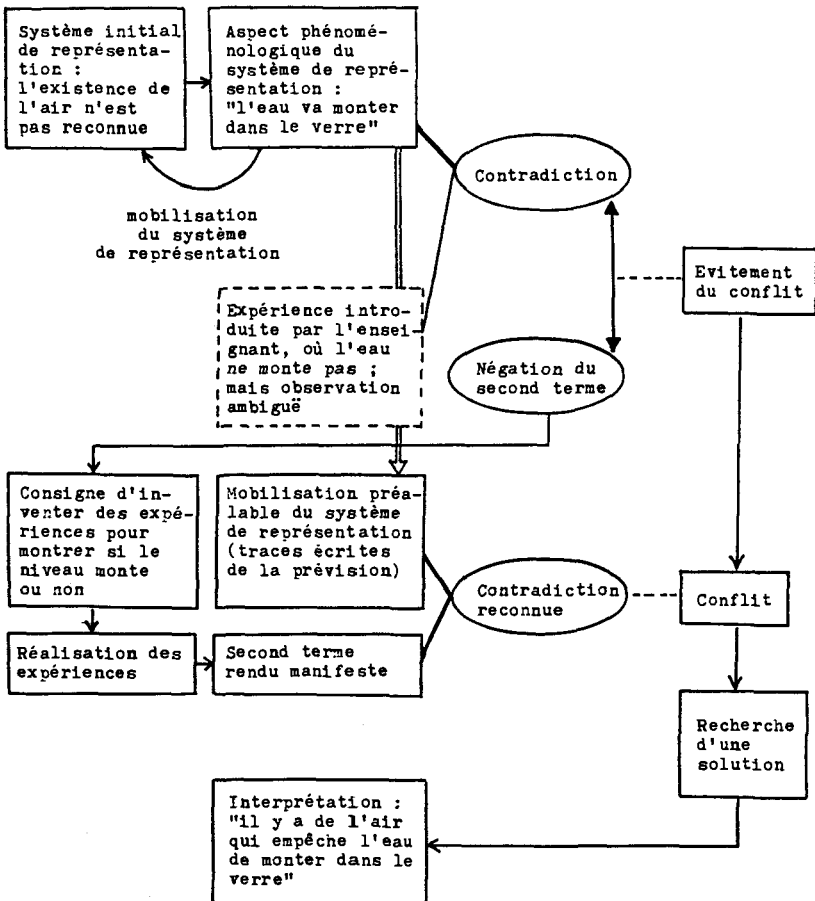 Système initial
de représenta-
tion :
l'existence de
l'air n'est
pas reconnue
Aspect phénomé-
nologique du
système de repré-
sentation :
"l'eau va monter
dans le verre"
Contradiction
mobilisation
du système
de représentation
Evitement
du conflit
Expérience intro-
duite par l'ensei-
gnant, où l'eau
ne monte pas ;
mais observation
ambiguë
Négation du
second terme
Consigne d'in-
venter des expé-
riences pour
montrer si le
niveau monte
ou non
Mobilisation préa-
lable du système
de représentation
(traces écrites
de la prévision)
Contradiction
reconnue
Conflit
Réalisation des
expériences
Second terme
rendu manifeste
Recherche
d'une
solution
Interprétation :
"il y a de l'air
qui empêche l'eau
de monter dans le
verre"